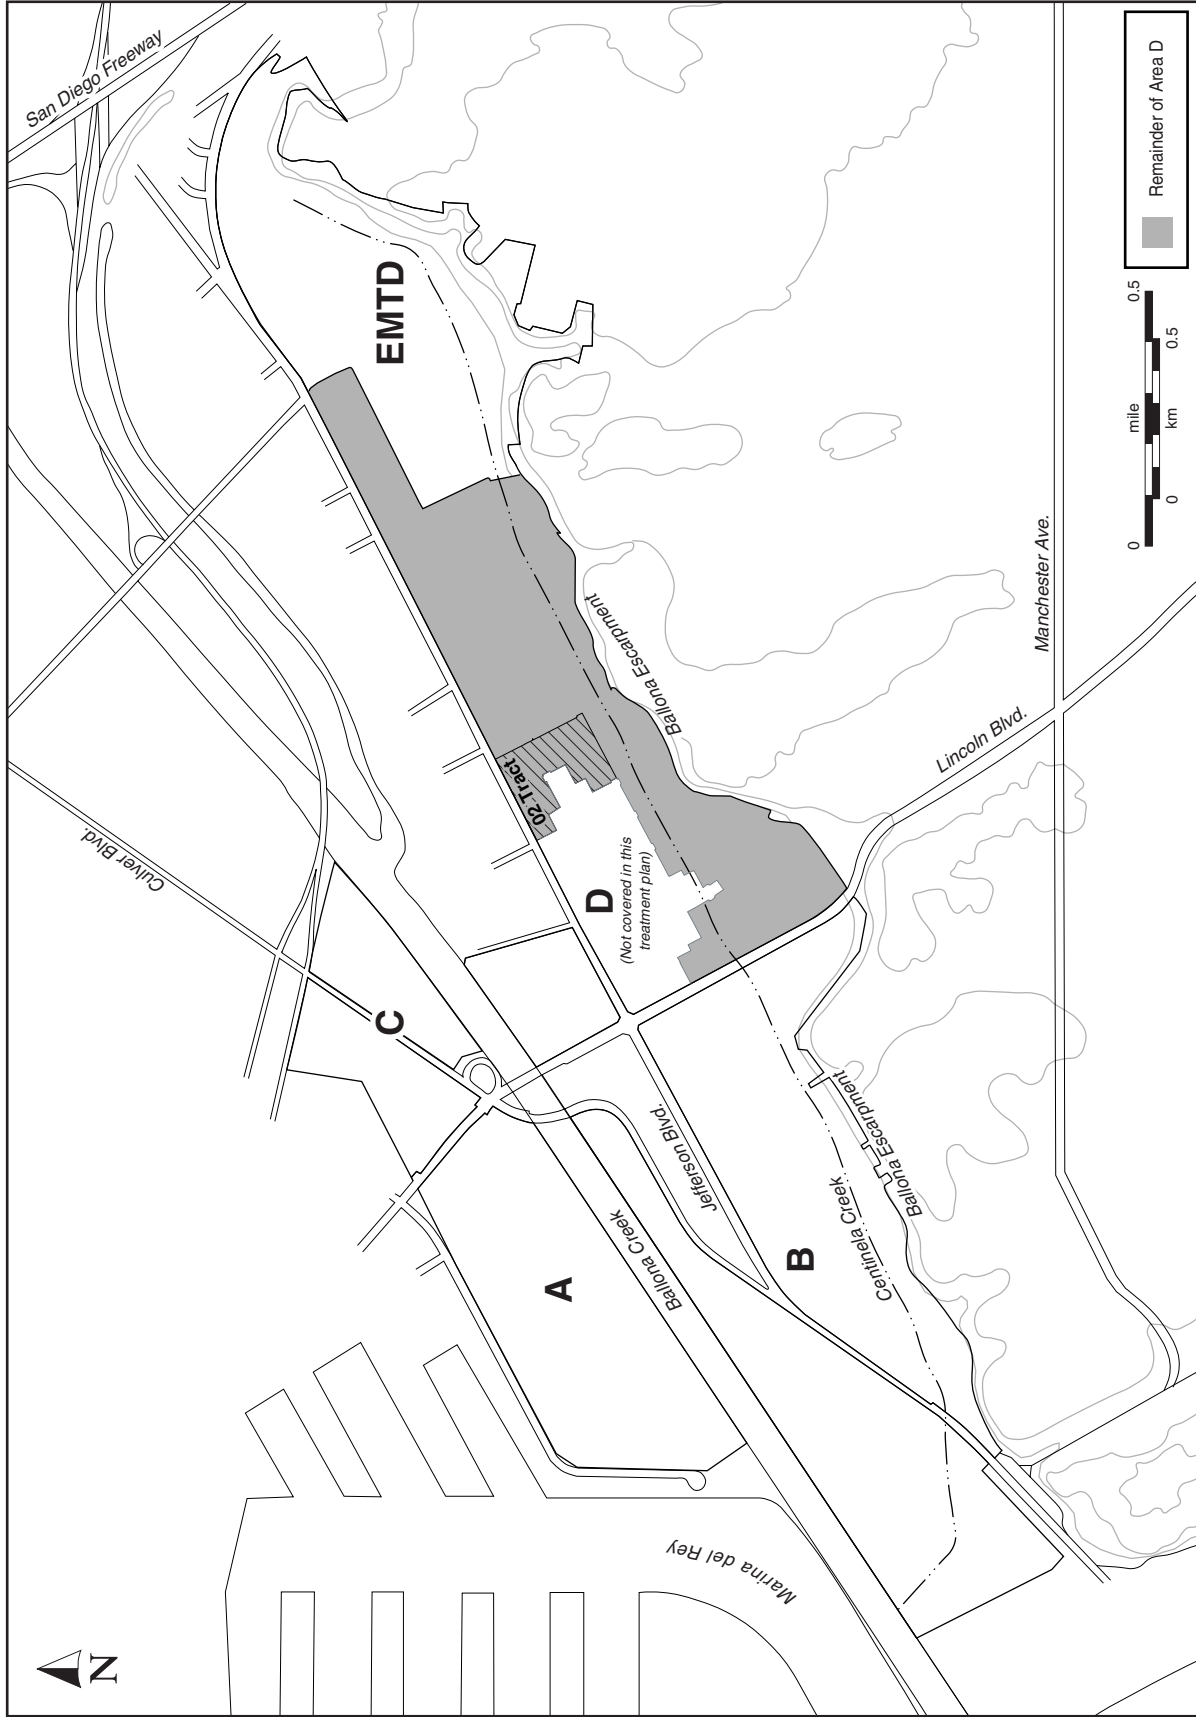 San Diego Freeway
Culver Blvd.
EMTD
C
02 Tract
D
(Not covered in this
treatment plan)
Ballona Escarpment
A
Ballona Creek
Jefferson Blvd.
B
Centinela Creek
Ballona Escarpment
Lincoln Blvd.
Manchester Ave.
Marina del Rey
N
0 mile 0.5
0 km 0.5
Remainder of Area D